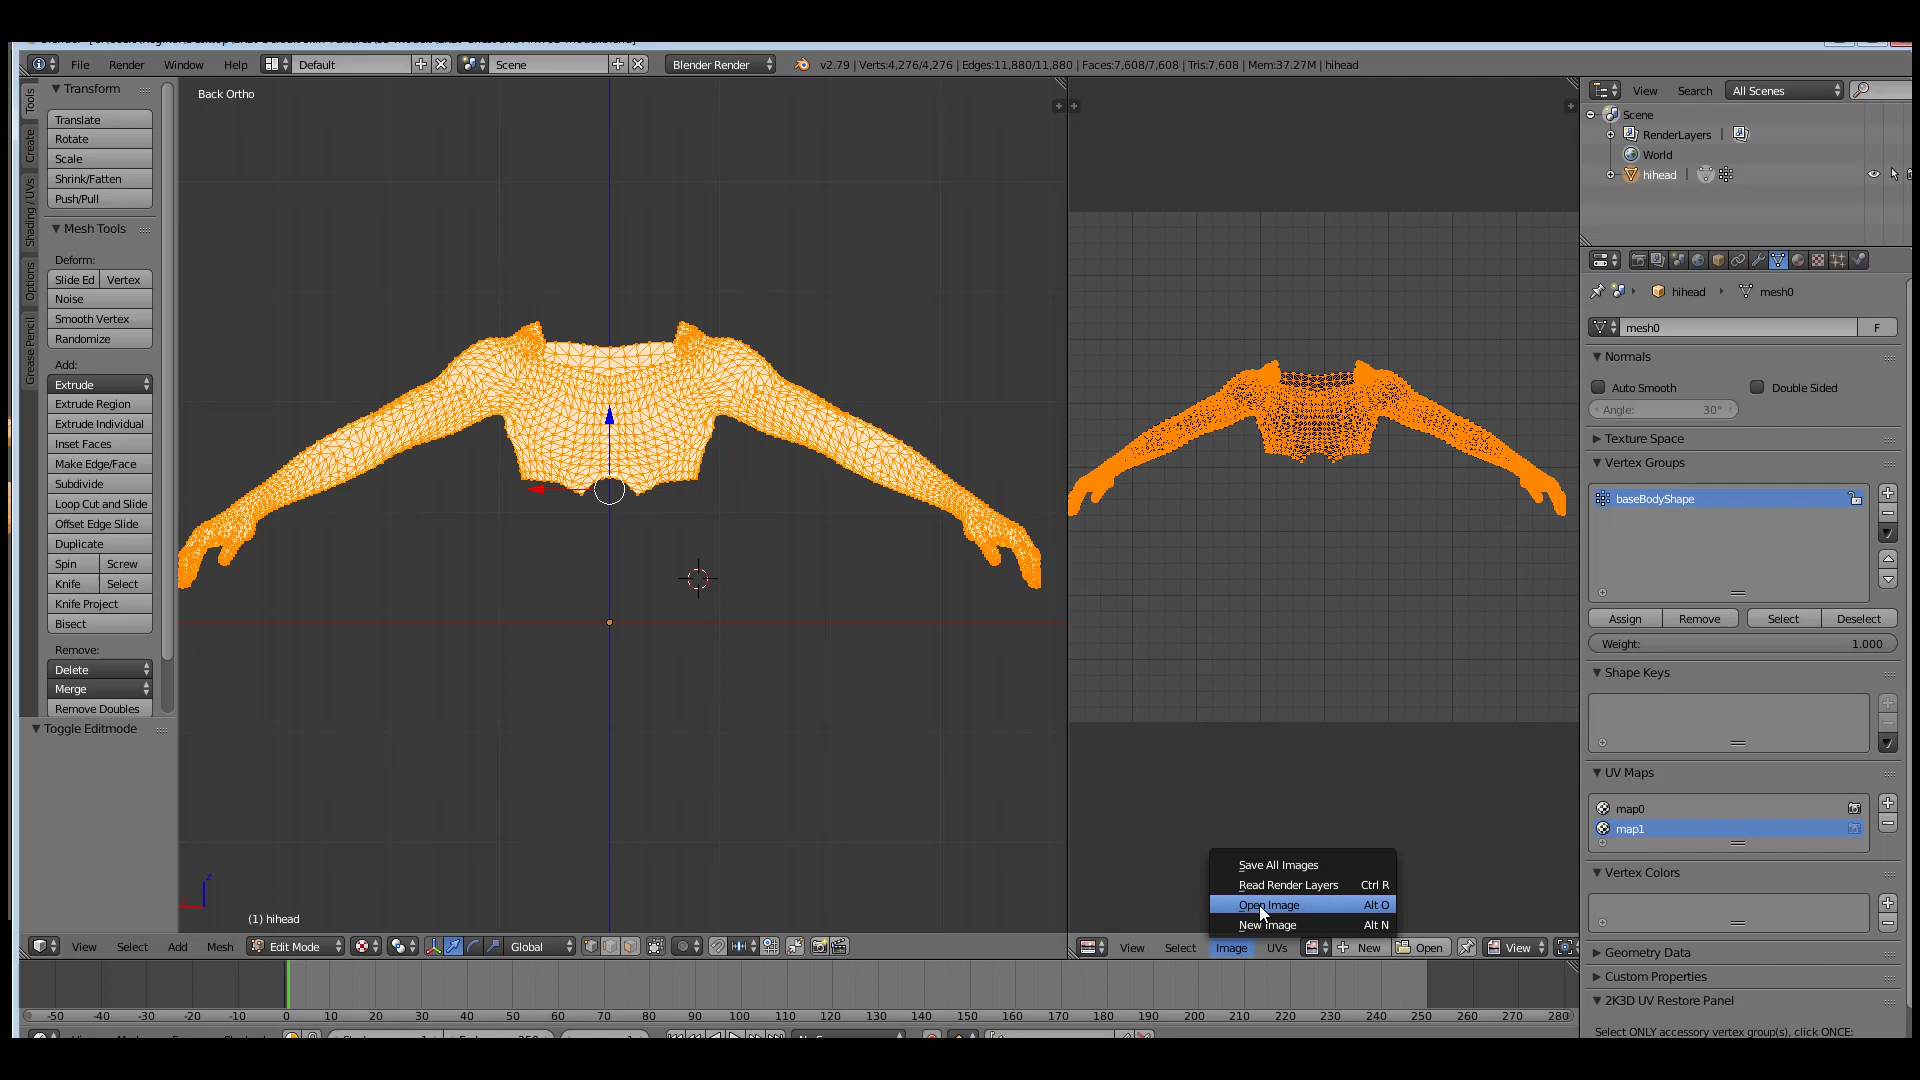 File Render Window Help Default Scene Blender Render v2.79 | Verts:4,276/4,276 | Edges:11,880/11,880 | Faces:7,608/7,608 | Tris:7,608 | Mem:37.27M | hihead
Tools
Create
Shading / UVs
Options
Grease Pencil
Transform
Translate
Rotate
Scale
Shrink/Fatten
Push/Pull
Mesh Tools
Deform:
Slide Ed Vertex
Noise
Smooth Vertex
Randomize
Add:
Extrude
Extrude Region
Extrude Individual
Inset Faces
Make Edge/Face
Subdivide
Loop Cut and Slide
Offset Edge Slide
Duplicate
Spin Screw
Knife Select
Knife Project
Bisect
Remove:
Delete
Merge
Remove Doubles
Toggle Editmode
Back Ortho
z
(1) hihead
View Select Add Mesh Edit Mode Global
Save All Images
Read Render Layers Ctrl R
Open Image Alt O
New Image Alt N
View Select Image UVs New Open View
-50 -40 -30 -20 -10 0 10 20 30 40 50 60 70 80 90 100 110 120 130 140 150 160 170 180 190 200 210 220 230 240 250 260 270 280
View Search All Scenes
Scene
RenderLayers |
World
hihead |
hihead mesh0
mesh0 F
Normals
Auto Smooth Double Sided
Angle: 30°
Texture Space
Vertex Groups
baseBodyShape
Assign Remove Select Deselect
Weight: 1.000
Shape Keys
UV Maps
map0
map1
Vertex Colors
Geometry Data
Custom Properties
2K3D UV Restore Panel
Select ONLY accessory vertex group(s), click ONCE: